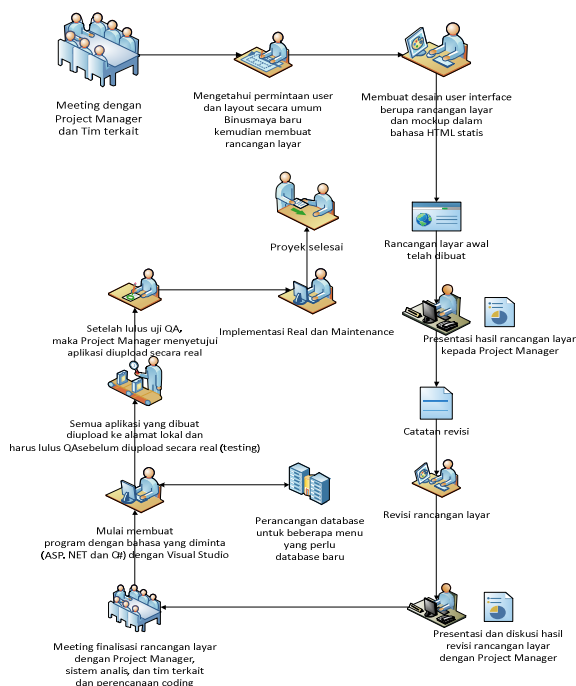 Meeting dengan
Project Manager
dan Tim terkait
Mengetahui permintaan user
dan layout secara umum
Binusmaya baru
kemudian membuat
rancangan layar
Membuat desain user interface
berupa rancangan layar
dan mockup dalam
bahasa HTML statis
Proyek selesai
Rancangan layar awal
telah dibuat
Setelah lulus uji QA,
maka Project Manager menyetujui
aplikasi diupload secara real
Implementasi Real dan Maintenance
Presentasi hasil rancangan layar
kepada Project Manager
Catatan revisi
Semua aplikasi yang dibuat
diupload ke alamat lokal dan
harus lulus QAsebelum diupload secara real (testing)
Revisi rancangan layar
Mulai membuat
program dengan bahasa yang diminta
(ASP. NET dan C#) dengan Visual Studio
Perancangan database
untuk beberapa menu
yang perlu
database baru
Meeting finalisasi rancangan layar
dengan Project Manager,
sistem analis, dan tim terkait
dan perencanaan coding
Presentasi dan diskusi hasil
revisi rancangan layar
dengan Project Manager